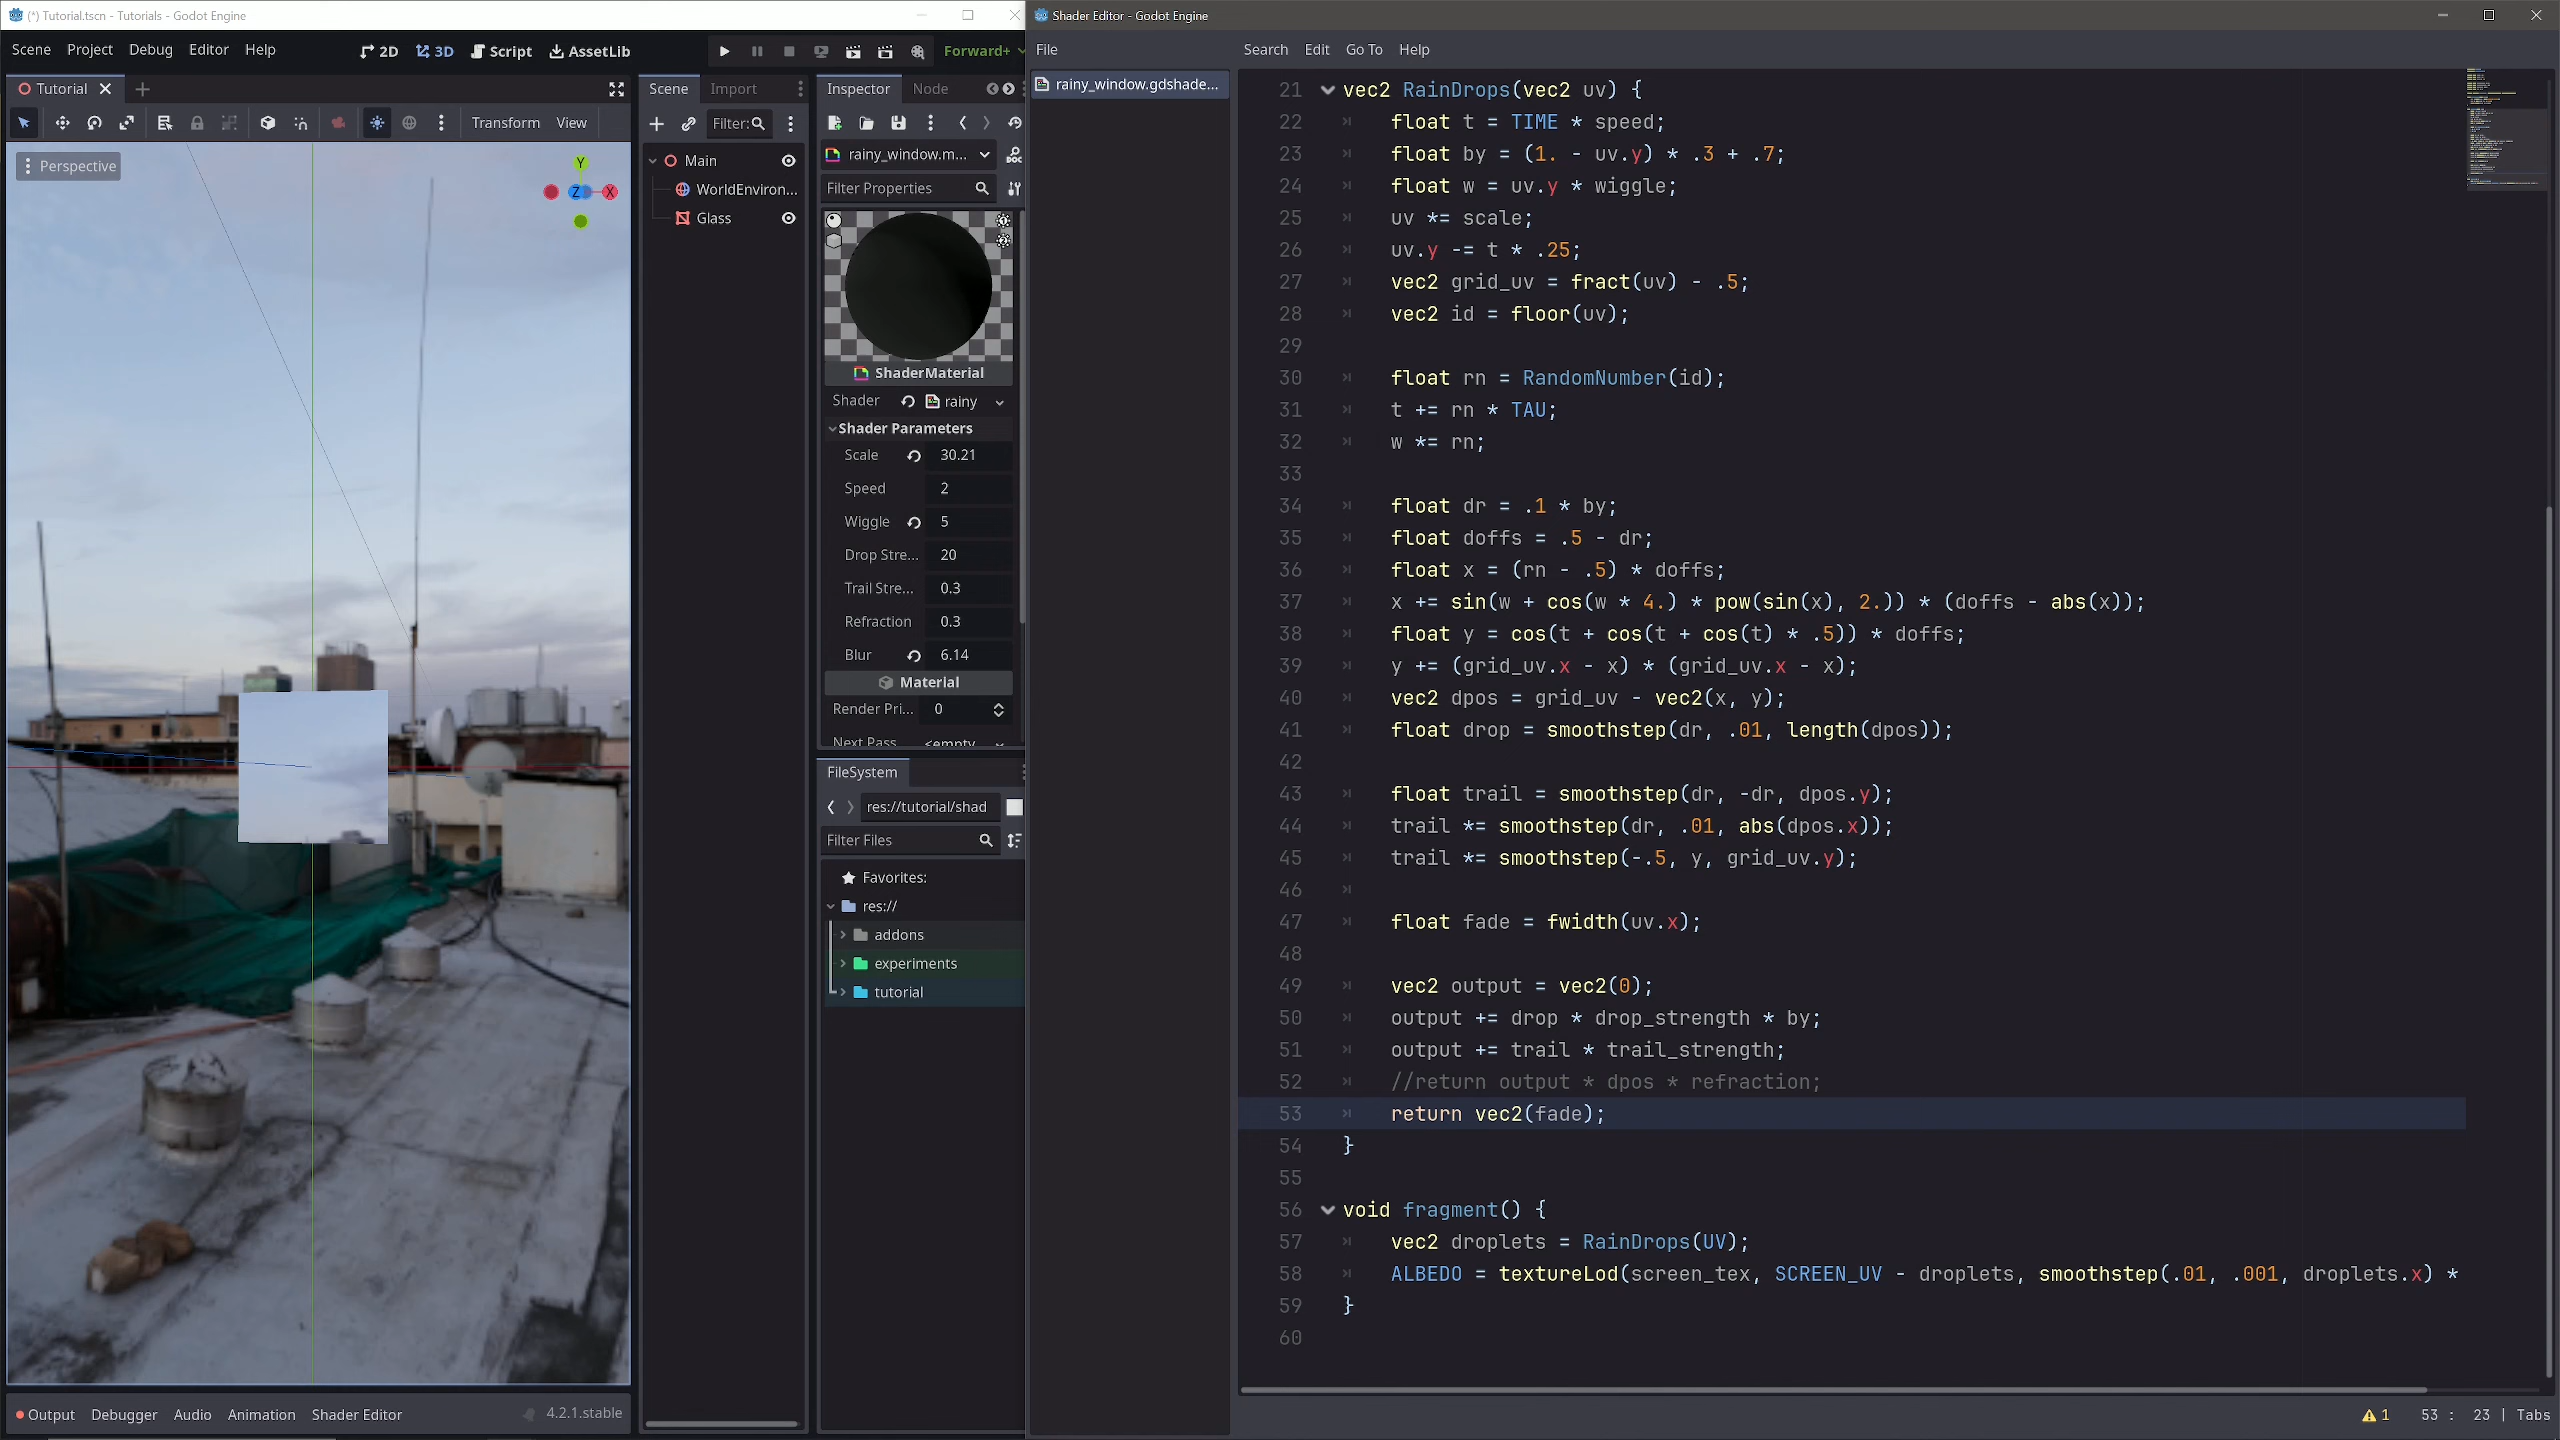 (*) Tutorial.tscn - Tutorials - Godot Engine
Scene Project Debug Editor Help
2D 3D Script AssetLib
Forward+
Tutorial
Transform View
Perspective
Y
Z X
Scene Import
Filter:
Main
WorldEnviron...
Glass
Inspector Node
rainy_window.m...
Filter Properties
ShaderMaterial
Shader rainy
Shader Parameters
Scale 30.21
Speed 2
Wiggle 5
Drop Stre... 20
Trail Stre... 0.3
Refraction 0.3
Blur 6.14
Material
Render Pri... 0
Next Pass <empty
FileSystem
res://tutorial/shad
Filter Files
Favorites:
res://
addons
experiments
tutorial
Output Debugger Audio Animation Shader Editor 4.2.1.stable
Shader Editor - Godot Engine
File Search Edit Go To Help
rainy_window.gdshade...
21 vec2 RainDrops(vec2 uv) {
22 float t = TIME * speed;
23 float by = (1. - uv.y) * .3 + .7;
24 float w = uv.y * wiggle;
25 uv *= scale;
26 uv.y -= t * .25;
27 vec2 grid_uv = fract(uv) - .5;
28 vec2 id = floor(uv);
29
30 float rn = RandomNumber(id);
31 t += rn * TAU;
32 w *= rn;
33
34 float dr = .1 * by;
35 float doffs = .5 - dr;
36 float x = (rn - .5) * doffs;
37 x += sin(w + cos(w * 4.) * pow(sin(x), 2.)) * (doffs - abs(x));
38 float y = cos(t + cos(t + cos(t) * .5)) * doffs;
39 y += (grid_uv.x - x) * (grid_uv.x - x);
40 vec2 dpos = grid_uv - vec2(x, y);
41 float drop = smoothstep(dr, .01, length(dpos));
42
43 float trail = smoothstep(dr, -dr, dpos.y);
44 trail *= smoothstep(dr, .01, abs(dpos.x));
45 trail *= smoothstep(-.5, y, grid_uv.y);
46
47 float fade = fwidth(uv.x);
48
49 vec2 output = vec2(0);
50 output += drop * drop_strength * by;
51 output += trail * trail_strength;
52 //return output * dpos * refraction;
53 return vec2(fade);
54 }
55
56 void fragment() {
57 vec2 droplets = RainDrops(UV);
58 ALBEDO = textureLod(screen_tex, SCREEN_UV - droplets, smoothstep(.01, .001, droplets.x) *
59 }
60
1 53 : 23 | Tabs